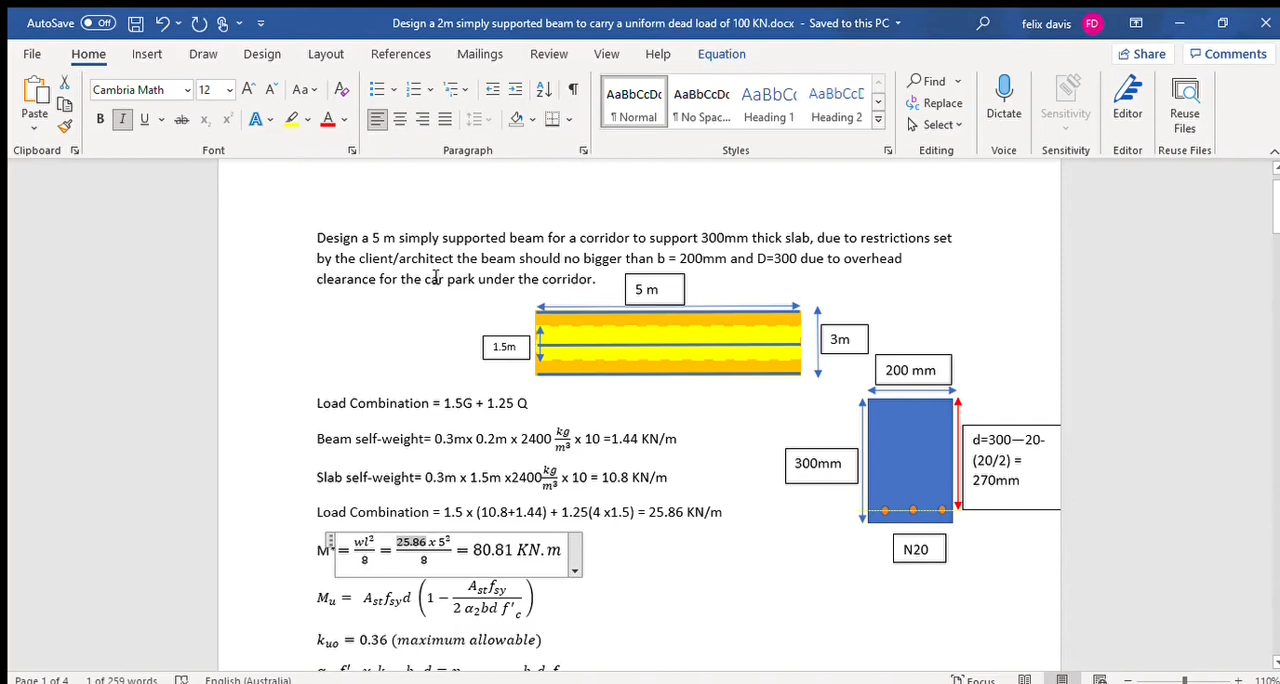 AutoSave Off Design a 2m simply supported beam to carry a uniform dead load of 100 KN.docx - Saved to this PC felix davis FD
File Home Insert Draw Design Layout References Mailings Review View Help Equation Share Comments
Paste
Cambria Math 12
AaBbCcDc AaBbCcDc AaBbCc AaBbCcD
¶ Normal ¶ No Spac... Heading 1 Heading 2
Find
Replace
Select
Dictate
Sensitivity
Editor
Reuse Files
Clipboard Font Paragraph Styles Editing Voice Sensitivity Editor Reuse Files
Design a 5 m simply supported beam for a corridor to support 300mm thick slab, due to restrictions set
by the client/architect the beam should no bigger than b = 200mm and D=300 due to overhead
clearance for the car park under the corridor.
5 m
1.5m
3m
200 mm
300mm
d=300—20-
(20/2) =
270mm
N20
Load Combination = 1.5G + 1.25 Q
Beam self-weight= 0.3mx 0.2m x 2400 kg/m³ x 10 =1.44 KN/m
Slab self-weight= 0.3m x 1.5m x2400 kg/m³ x 10 = 10.8 KN/m
Load Combination = 1.5 x (10.8+1.44) + 1.25(4 x1.5) = 25.86 KN/m
M* = wl²/8 = 25.86 x 5²/8 = 80.81 KN.m
Mᵤ = A_st f_sy d (1 − A_st f_sy / 2 α₂bd f'_c)
k_uo = 0.36 (maximum allowable)
Page 1 of 4 1 of 259 words English (Australia) Focus 110%